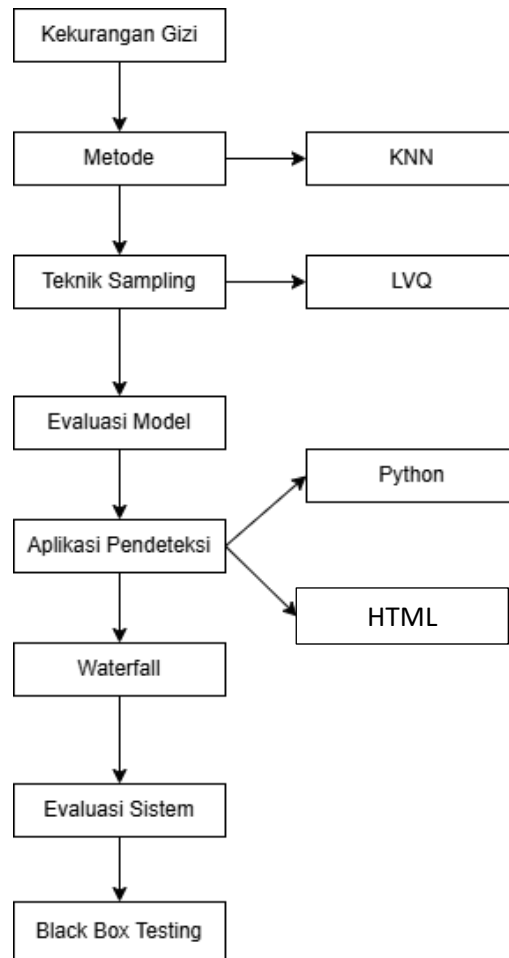 Kekurangan Gizi
Metode
KNN
Teknik Sampling
LVQ
Evaluasi Model
Python
Aplikasi Pendeteksi
HTML
Waterfall
Evaluasi Sistem
Black Box Testing